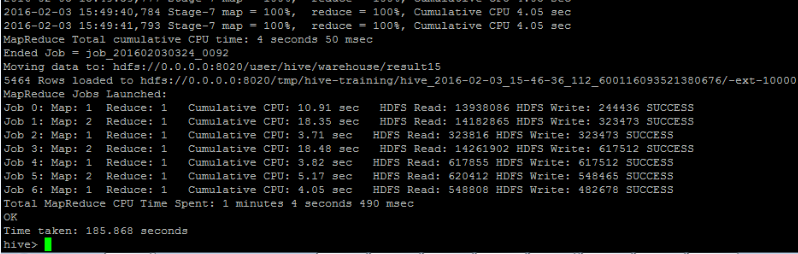 2016-02-03 15:49:40,784 Stage-7 map = 100%,  reduce = 100%, Cumulative CPU 4.05 sec
2016-02-03 15:49:41,793 Stage-7 map = 100%,  reduce = 100%, Cumulative CPU 4.05 sec
MapReduce Total cumulative CPU time: 4 seconds 50 msec
Ended Job = job_201602030324_0092
Moving data to: hdfs://0.0.0.0:8020/user/hive/warehouse/result15
5464 Rows loaded to hdfs://0.0.0.0:8020/tmp/hive-training/hive_2016-02-03_15-46-36_112_600116093521380676/-ext-10000
MapReduce Jobs Launched:
Job 0: Map: 1  Reduce: 1   Cumulative CPU: 10.91 sec   HDFS Read: 13938086 HDFS Write: 244436 SUCCESS
Job 1: Map: 2  Reduce: 1   Cumulative CPU: 18.35 sec   HDFS Read: 14182865 HDFS Write: 323473 SUCCESS
Job 2: Map: 1  Reduce: 1   Cumulative CPU: 3.71 sec   HDFS Read: 323816 HDFS Write: 323473 SUCCESS
Job 3: Map: 2  Reduce: 1   Cumulative CPU: 18.48 sec   HDFS Read: 14261902 HDFS Write: 617512 SUCCESS
Job 4: Map: 1  Reduce: 1   Cumulative CPU: 3.82 sec   HDFS Read: 617855 HDFS Write: 617512 SUCCESS
Job 5: Map: 2  Reduce: 1   Cumulative CPU: 5.17 sec   HDFS Read: 620412 HDFS Write: 548465 SUCCESS
Job 6: Map: 1  Reduce: 1   Cumulative CPU: 4.05 sec   HDFS Read: 548808 HDFS Write: 482678 SUCCESS
Total MapReduce CPU Time Spent: 1 minutes 4 seconds 490 msec
OK
Time taken: 185.868 seconds
hive>